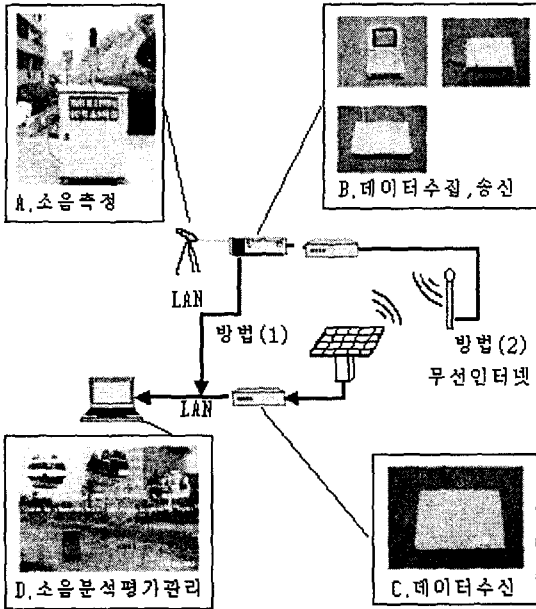 A.소음측정
B.데이터수집,송신
LAN
방법(1)
방법(2)
무선인터넷
LAN
D.소음분석평가관리
C.데이터수신